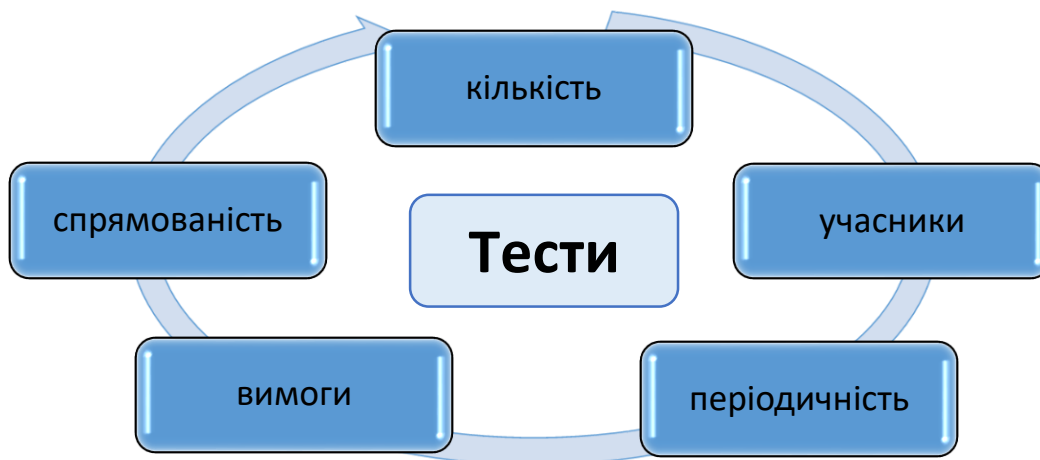 кількість
спрямованість
учасники
Тести
вимоги
періодичність